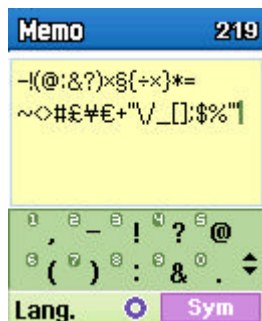 Memo 219
-!(@:&?)×§{÷×}*=
~<>#£¥€+"\/_[];$%"
1 , 2 - 3 ! 4 ? 5 @
6 ( 7 ) 8 : 9 & 0 .
Lang. Sym